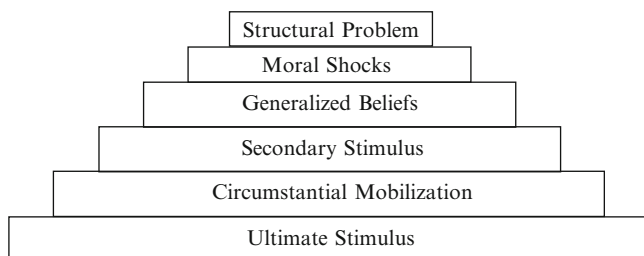 Structural Problem
Moral Shocks
Generalized Beliefs
Secondary Stimulus
Circumstantial Mobilization
Ultimate Stimulus